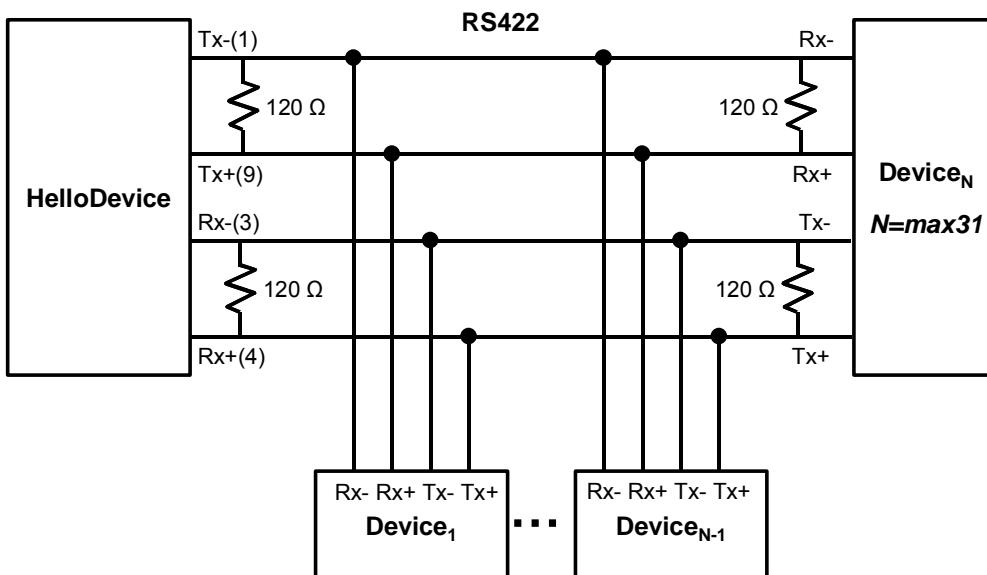 RS422
Tx-(1)
Rx-
120 Ω
120 Ω
Tx+(9)
Rx+
HelloDevice
DeviceN
N=max31
Rx-(3)
Tx-
120 Ω
120 Ω
Rx+(4)
Tx+
Rx- Rx+ Tx- Tx+
Device1
...
Rx- Rx+ Tx- Tx+
DeviceN-1